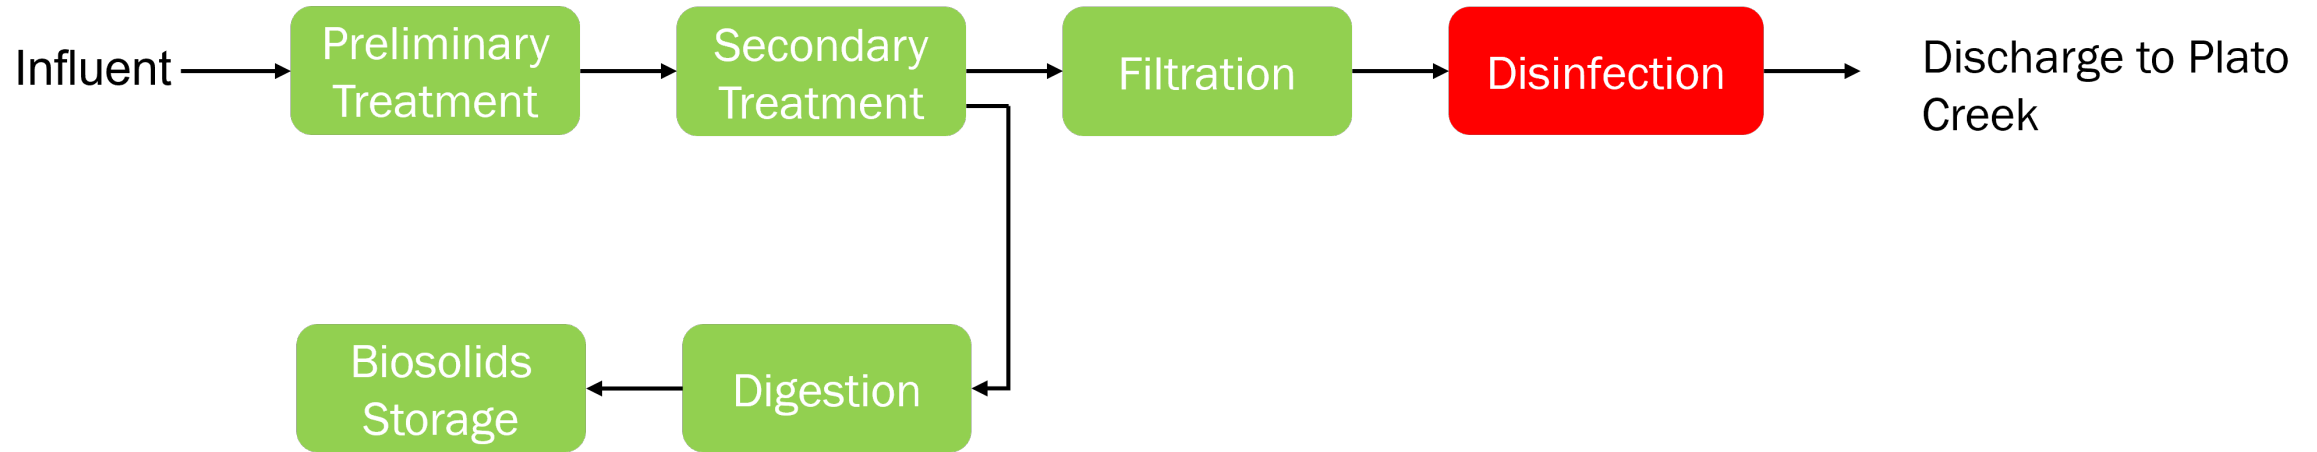 Influent
Preliminary
Treatment
Secondary
Treatment
Filtration
Disinfection
Discharge to Plato
Creek
Biosolids
Storage
Digestion